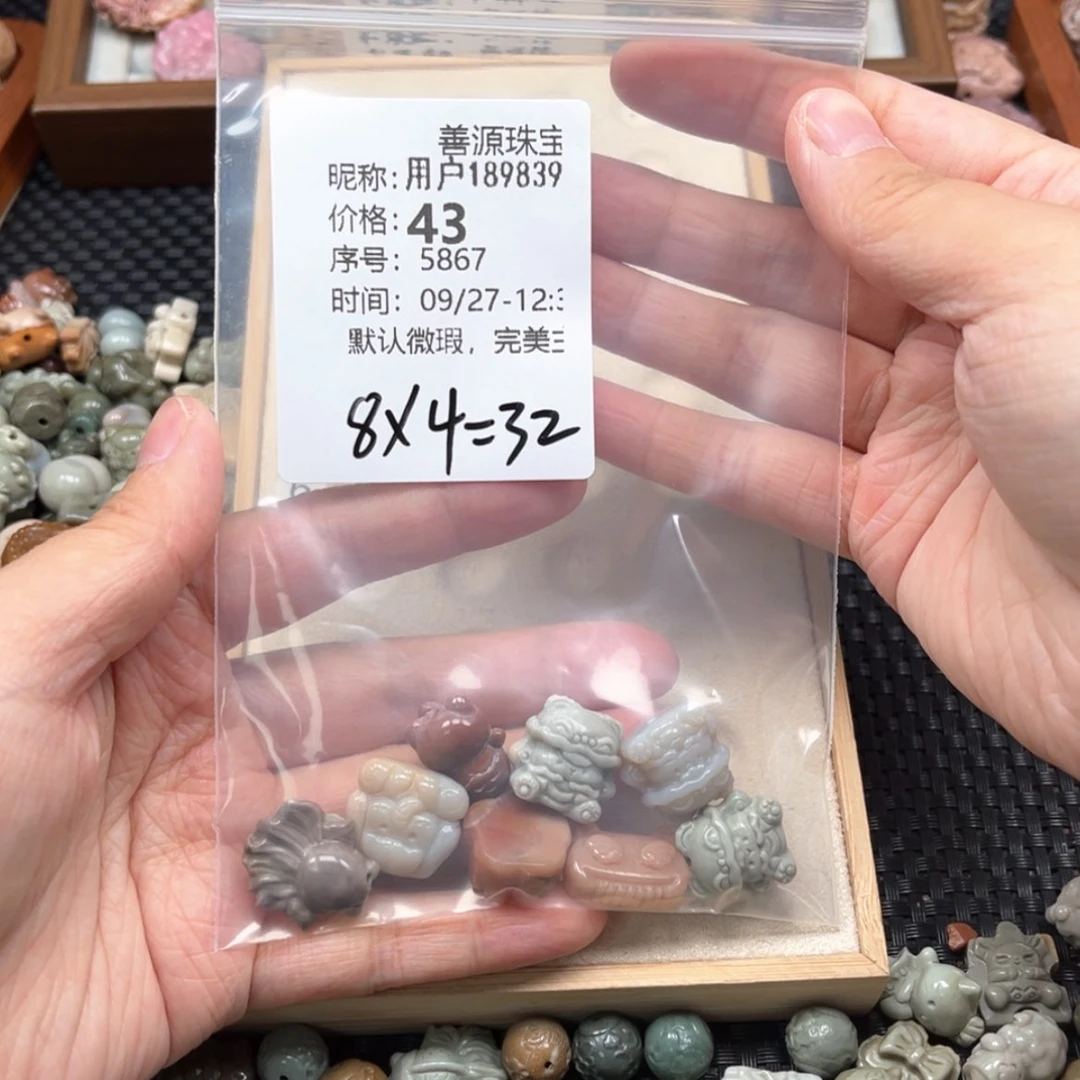 善源珠宝
昵称:用户189839
价格:43
序号: 5867
时间: 09/27-12:3
默认微瑕，完美主
8X4=32